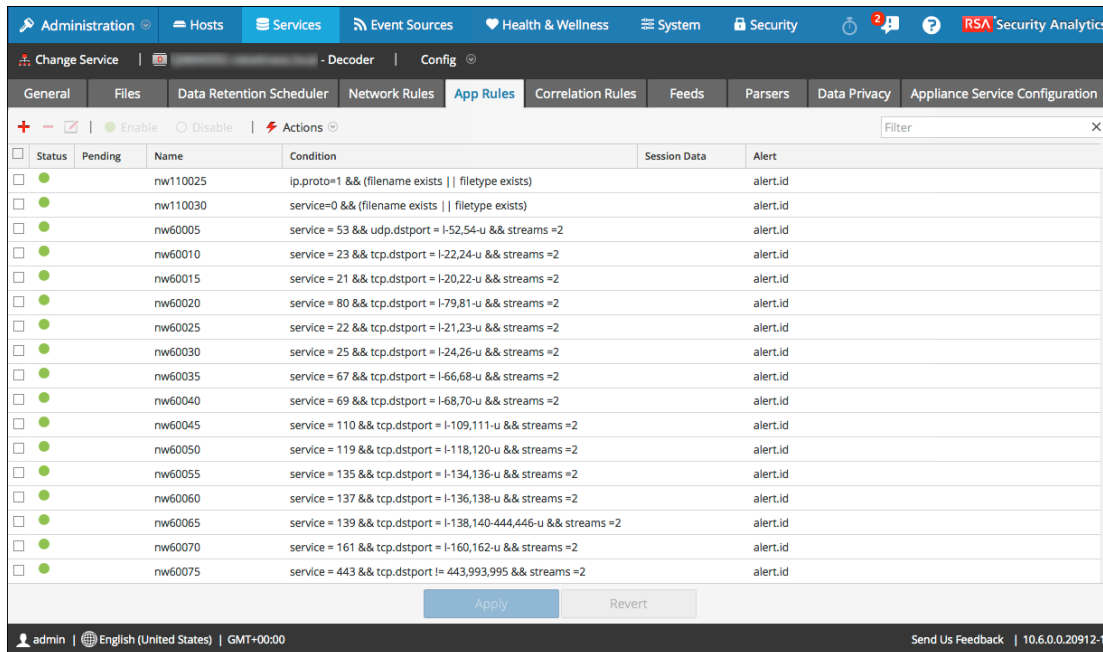 Administration Hosts Services Event Sources Health & Wellness System Security 2 ? RSA Security Analytics
Change Service | D - Decoder | Config
General Files Data Retention Scheduler Network Rules App Rules Correlation Rules Feeds Parsers Data Privacy Appliance Service Configuration
Enable Disable | Actions Filter
Status Pending Name Condition Session Data Alert
nw110025 ip.proto=1 && (filename exists || filetype exists) alert.id
nw110030 service=0 && (filename exists || filetype exists) alert.id
nw60005 service = 53 && udp.dstport = l-52,54-u && streams =2 alert.id
nw60010 service = 23 && tcp.dstport = l-22,24-u && streams =2 alert.id
nw60015 service = 21 && tcp.dstport = l-20,22-u && streams =2 alert.id
nw60020 service = 80 && tcp.dstport = l-79,81-u && streams =2 alert.id
nw60025 service = 22 && tcp.dstport = l-21,23-u && streams =2 alert.id
nw60030 service = 25 && tcp.dstport = l-24,26-u && streams =2 alert.id
nw60035 service = 67 && tcp.dstport = l-66,68-u && streams =2 alert.id
nw60040 service = 69 && tcp.dstport = l-68,70-u && streams =2 alert.id
nw60045 service = 110 && tcp.dstport = l-109,111-u && streams =2 alert.id
nw60050 service = 119 && tcp.dstport = l-118,120-u && streams =2 alert.id
nw60055 service = 135 && tcp.dstport = l-134,136-u && streams =2 alert.id
nw60060 service = 137 && tcp.dstport = l-136,138-u && streams =2 alert.id
nw60065 service = 139 && tcp.dstport = l-138,140-444,446-u && streams =2 alert.id
nw60070 service = 161 && tcp.dstport = l-160,162-u && streams =2 alert.id
nw60075 service = 443 && tcp.dstport != 443,993,995 && streams =2 alert.id
Apply Revert
admin | English (United States) | GMT+00:00 Send Us Feedback | 10.6.0.0.20912-1